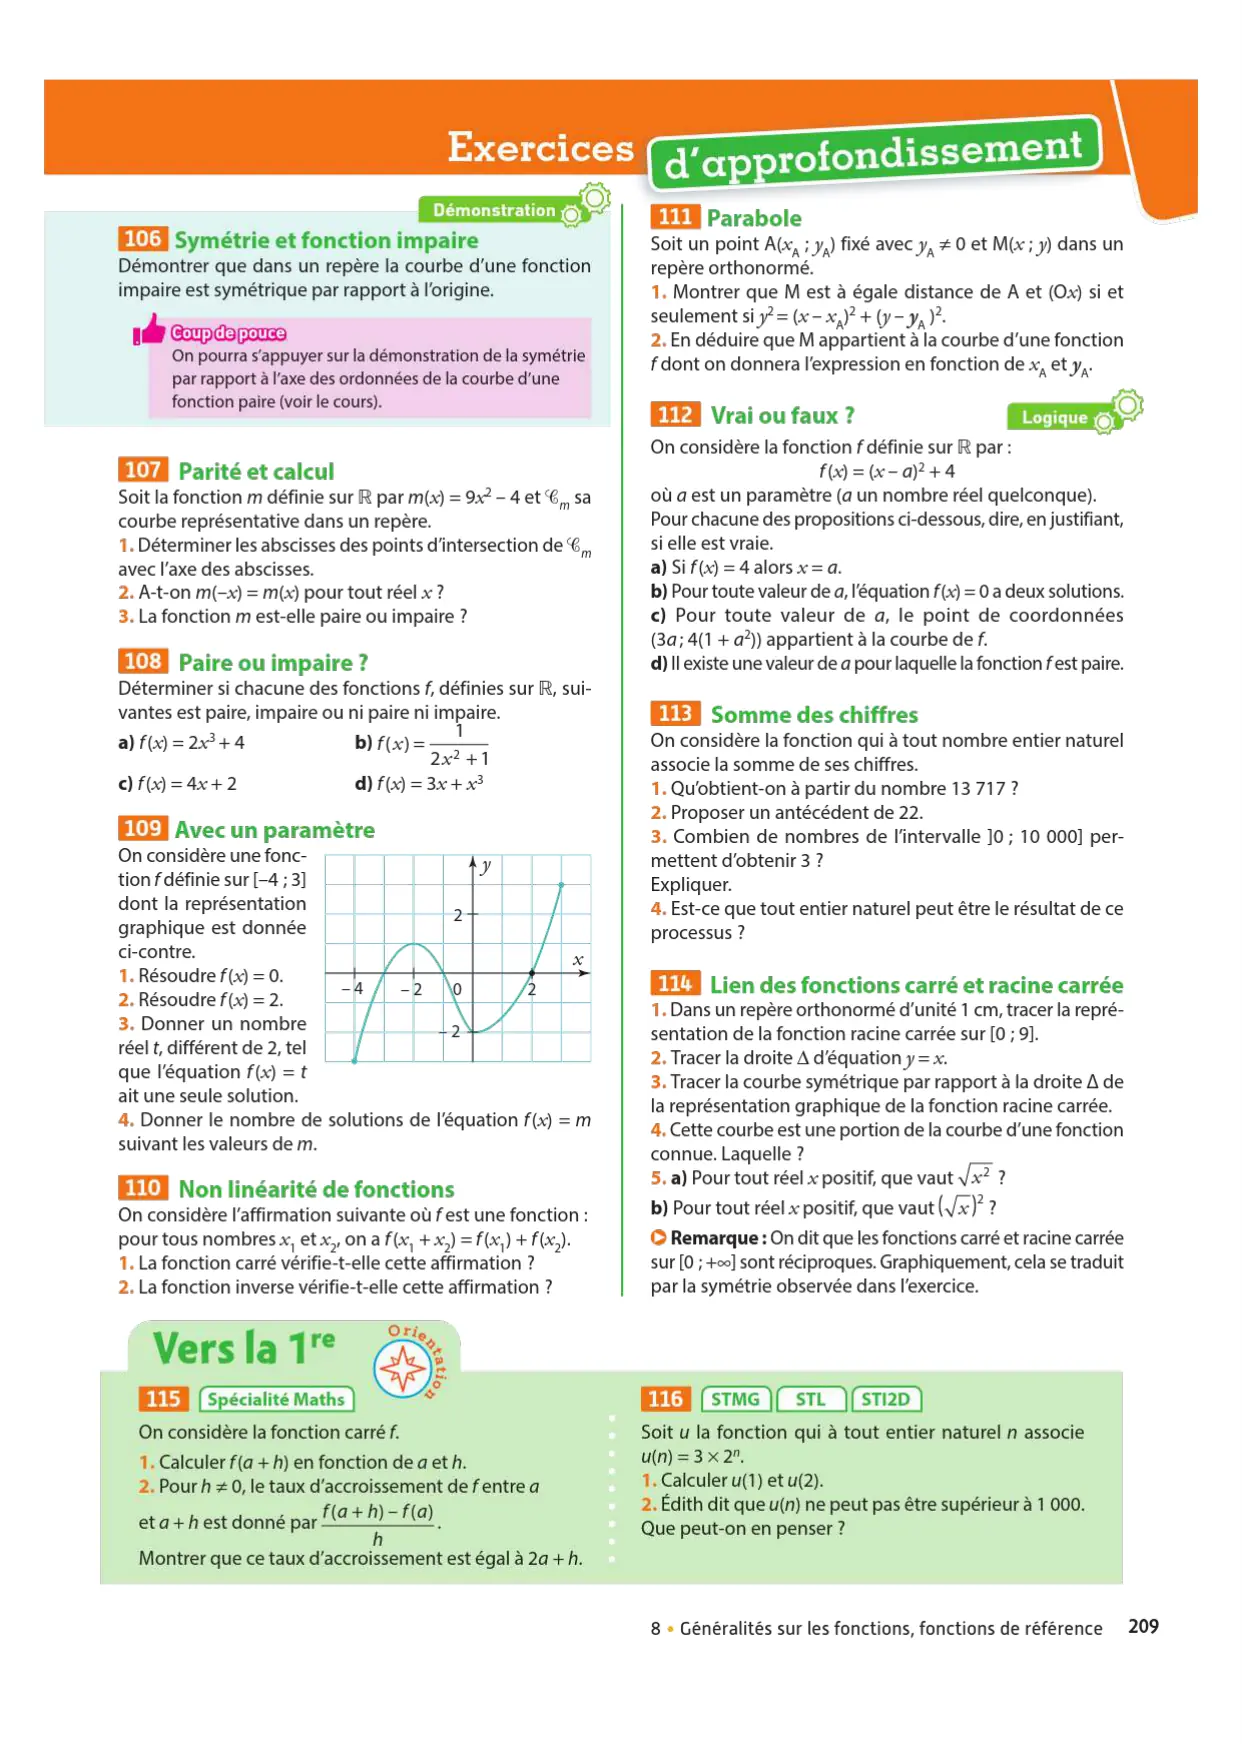 Exercices d'approfondissement
Démonstration
106 Symétrie et fonction impaire
Démontrer que dans un repère la courbe d'une fonction
impaire est symétrique par rapport à l'origine.
Coup de pouce
On pourra s'appuyer sur la démonstration de la symétrie
par rapport à l'axe des ordonnées de la courbe d'une
fonction paire (voir le cours).
107 Parité et calcul
Soit la fonction m définie sur ℝ par m(x) = 9x² – 4 et 𝒞m sa
courbe représentative dans un repère.
1. Déterminer les abscisses des points d'intersection de 𝒞m
avec l'axe des abscisses.
2. A-t-on m(–x) = m(x) pour tout réel x ?
3. La fonction m est-elle paire ou impaire ?
108 Paire ou impaire ?
Déterminer si chacune des fonctions f, définies sur ℝ, sui-
vantes est paire, impaire ou ni paire ni impaire.
a) f(x) = 2x³ + 4 b) f(x) = 1/(2x² + 1)
c) f(x) = 4x + 2 d) f(x) = 3x + x³
109 Avec un paramètre
On considère une fonc-
tion f définie sur [–4 ; 3]
dont la représentation
graphique est donnée
ci-contre.
1. Résoudre f(x) = 0.
2. Résoudre f(x) = 2.
3. Donner un nombre
réel t, différent de 2, tel
que l'équation f(x) = t
ait une seule solution.
y
2
x
– 4 – 2 0 2
– 2
4. Donner le nombre de solutions de l'équation f(x) = m
suivant les valeurs de m.
110 Non linéarité de fonctions
On considère l'affirmation suivante où f est une fonction :
pour tous nombres x₁ et x₂, on a f(x₁ + x₂) = f(x₁) + f(x₂).
1. La fonction carré vérifie-t-elle cette affirmation ?
2. La fonction inverse vérifie-t-elle cette affirmation ?
111 Parabole
Soit un point A(xA ; yA) fixé avec yA ≠ 0 et M(x ; y) dans un
repère orthonormé.
1. Montrer que M est à égale distance de A et (Ox) si et
seulement si y² = (x – xA)² + (y – yA )².
2. En déduire que M appartient à la courbe d'une fonction
f dont on donnera l'expression en fonction de xA et yA.
112 Vrai ou faux ?
Logique
On considère la fonction f définie sur ℝ par :
f(x) = (x – a)² + 4
où a est un paramètre (a un nombre réel quelconque).
Pour chacune des propositions ci-dessous, dire, en justifiant,
si elle est vraie.
a) Si f(x) = 4 alors x = a.
b) Pour toute valeur de a, l'équation f(x) = 0 a deux solutions.
c) Pour toute valeur de a, le point de coordonnées
(3a ; 4(1 + a²)) appartient à la courbe de f.
d) Il existe une valeur de a pour laquelle la fonction f est paire.
113 Somme des chiffres
On considère la fonction qui à tout nombre entier naturel
associe la somme de ses chiffres.
1. Qu'obtient-on à partir du nombre 13 717 ?
2. Proposer un antécédent de 22.
3. Combien de nombres de l'intervalle ]0 ; 10 000] per-
mettent d'obtenir 3 ?
Expliquer.
4. Est-ce que tout entier naturel peut être le résultat de ce
processus ?
114 Lien des fonctions carré et racine carrée
1. Dans un repère orthonormé d'unité 1 cm, tracer la repré-
sentation de la fonction racine carrée sur [0 ; 9].
2. Tracer la droite Δ d'équation y = x.
3. Tracer la courbe symétrique par rapport à la droite Δ de
la représentation graphique de la fonction racine carrée.
4. Cette courbe est une portion de la courbe d'une fonction
connue. Laquelle ?
5. a) Pour tout réel x positif, que vaut √x² ?
b) Pour tout réel x positif, que vaut (√x)² ?
Remarque : On dit que les fonctions carré et racine carrée
sur [0 ; +∞] sont réciproques. Graphiquement, cela se traduit
par la symétrie observée dans l'exercice.
Vers la 1re
Orientation
115 Spécialité Maths
On considère la fonction carré f.
1. Calculer f(a + h) en fonction de a et h.
2. Pour h ≠ 0, le taux d'accroissement de f entre a
et a + h est donné par (f(a + h) – f(a))/h.
Montrer que ce taux d'accroissement est égal à 2a + h.
116 STMG STL STI2D
Soit u la fonction qui à tout entier naturel n associe
u(n) = 3 × 2ⁿ.
1. Calculer u(1) et u(2).
2. Édith dit que u(n) ne peut pas être supérieur à 1 000.
Que peut-on en penser ?
8 • Généralités sur les fonctions, fonctions de référence 209